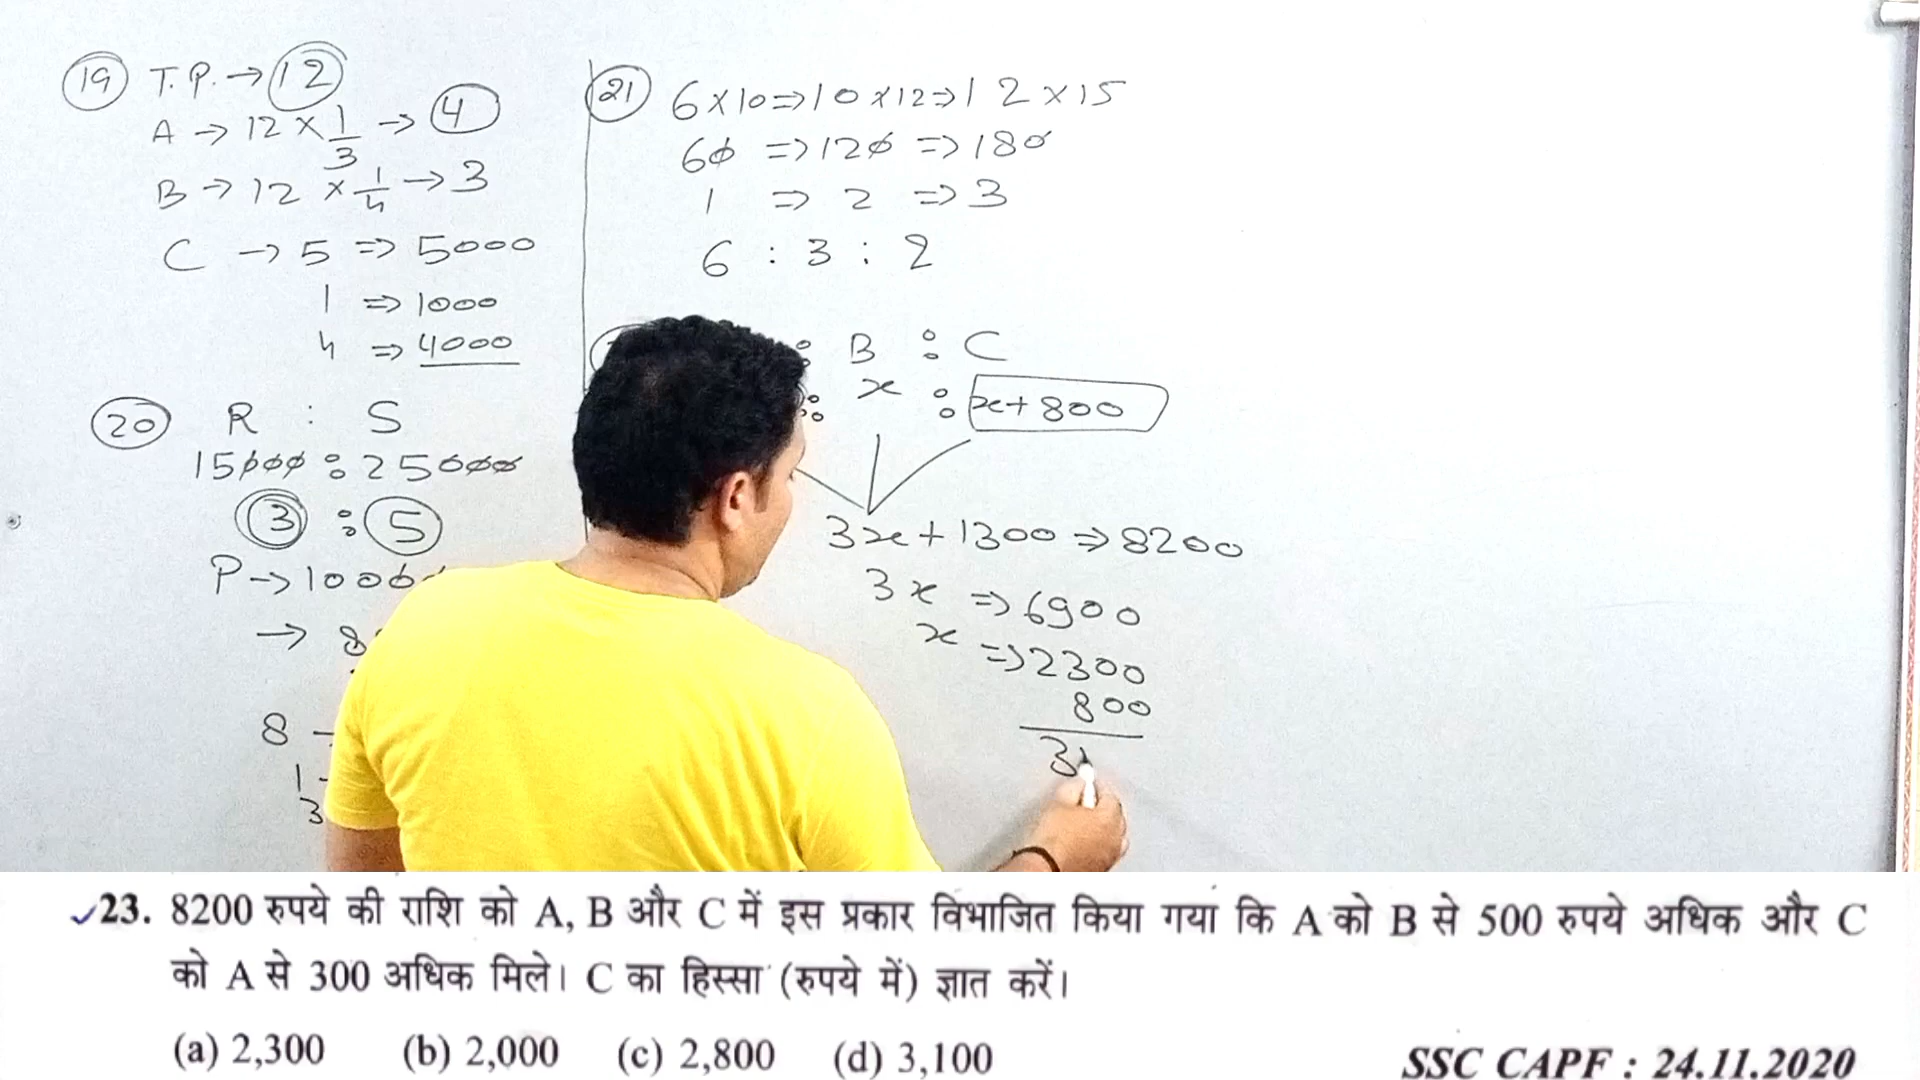 19 T.P. → 12
A → 12 × 1/3 → 4
B → 12 × 1/4 → 3
C → 5 => 5000
1 => 1000
4 => 4000
20 R : S
15000 : 25000
3 : 5
P → 1000
→ 8
8
1
3
21 6×10 => 10×12 => 12×15
60 => 120 => 180
1 => 2 => 3
6 : 3 : 2
: B : C
: x : x+800
3x+1300 => 8200
3x => 6900
x => 2300
800
31
23. 8200 रुपये की राशि को A, B और C में इस प्रकार विभाजित किया गया कि A को B से 500 रुपये अधिक और C
को A से 300 अधिक मिले। C का हिस्सा (रुपये में) ज्ञात करें।
(a) 2,300 (b) 2,000 (c) 2,800 (d) 3,100
SSC CAPF : 24.11.2020